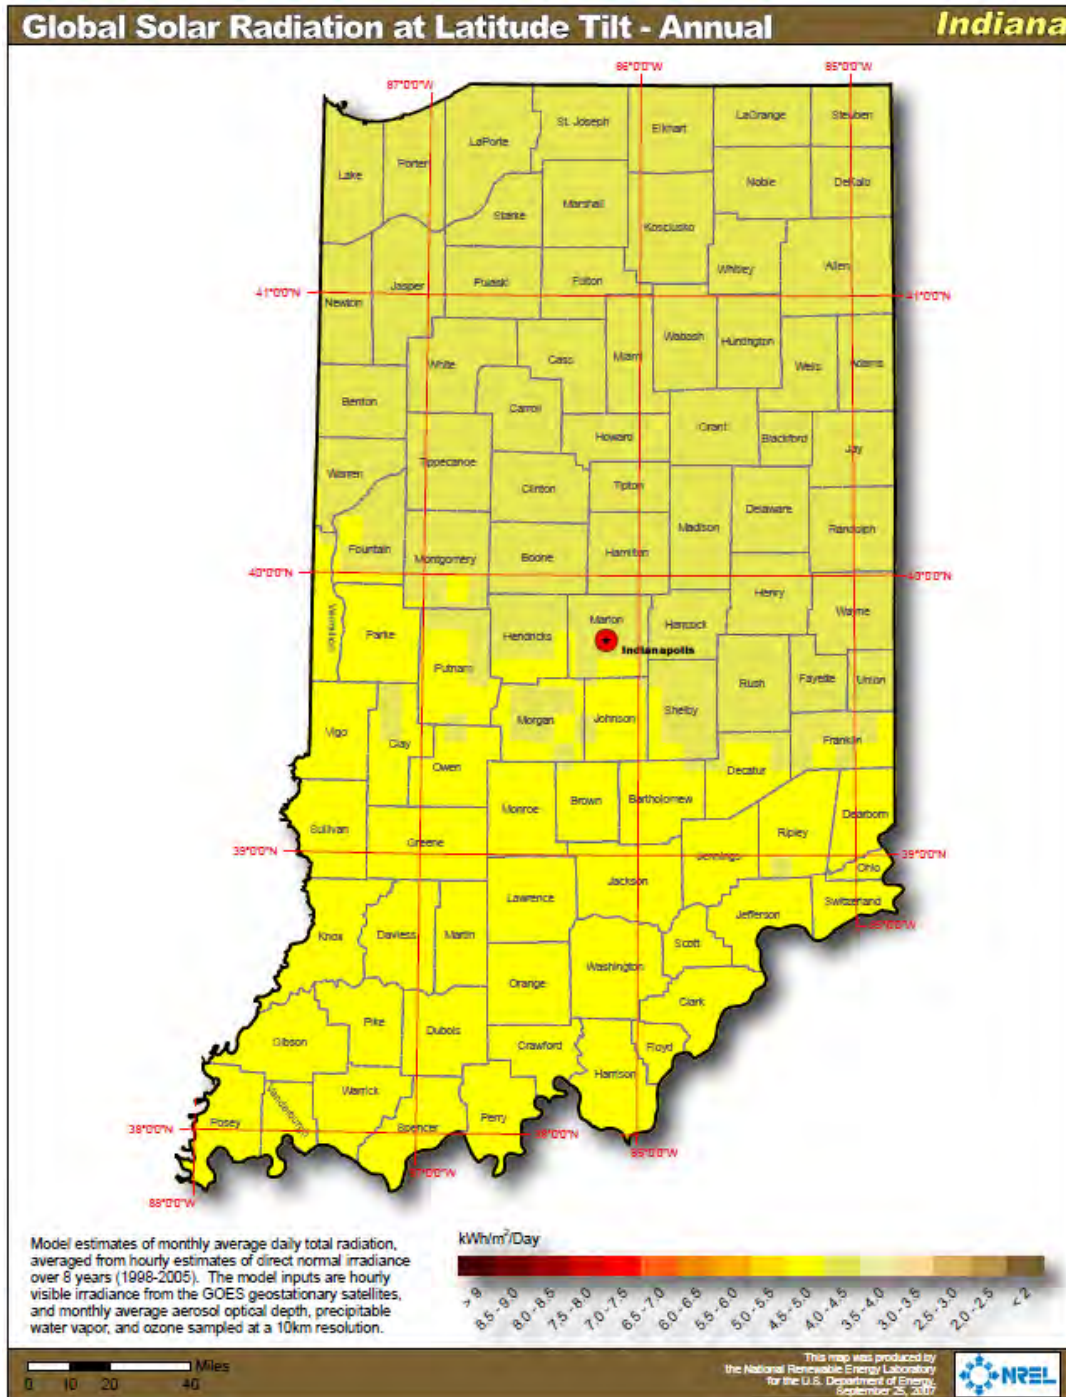 Global Solar Radiation at Latitude Tilt - Annual
Indiana
86°0'0"W
85°0'0"W
87°0'0"W
St. Joseph
Elkhart
LaGrange
Steuben
LaPorte
Porter
Lake
Noble
DeKalb
Marshall
Starke
Kosciusko
Whitley
Allen
Jasper
Pulaski
Fulton
41°0'0"N
41°0'0"N
Newton
Wabash
Huntington
Miami
White
Cass
Wells
Adams
Benton
Carroll
Grant
Howard
Blackford
Jay
Tippecanoe
Warren
Clinton
Tipton
Delaware
Madison
Randolph
Fountain
Montgomery
Boone
Hamilton
40°0'0"N
40°0'0"N
Henry
Wayne
Vermillion
Parke
Hendricks
Marion
Hancock
Indianapolis
Putnam
Rush
Fayette
Union
Morgan
Johnson
Shelby
Vigo
Clay
Franklin
Owen
Decatur
Monroe
Brown
Bartholomew
Dearborn
Sullivan
Greene
Ripley
39°0'0"N
Jennings
39°0'0"N
Ohio
Jackson
Lawrence
Switzerland
Jefferson
Knox
Daviess
Martin
Scott
Washington
Orange
Clark
Pike
Dubois
Gibson
Crawford
Floyd
Harrison
Warrick
Vanderburgh
Perry
Posey
Spencer
38°0'0"N
38°0'0"N
86°0'0"W
88°0'0"W
Model estimates of monthly average daily total radiation,
averaged from hourly estimates of direct normal irradiance
over 8 years (1998-2005). The model inputs are hourly
visible irradiance from the GOES geostationary satellites,
and monthly average aerosol optical depth, precipitable
water vapor, and ozone sampled at a 10km resolution.
kWh/m²/Day
> 9
8.5 - 9.0
8.0 - 8.5
7.5 - 8.0
7.0 - 7.5
6.5 - 7.0
6.0 - 6.5
5.5 - 6.0
5.0 - 5.5
4.5 - 5.0
4.0 - 4.5
3.5 - 4.0
3.0 - 3.5
2.5 - 3.0
2.0 - 2.5
< 2
Miles
0 10 20 40
This map was produced by
the National Renewable Energy Laboratory
for the U.S. Department of Energy.
September 25, 2007
NREL